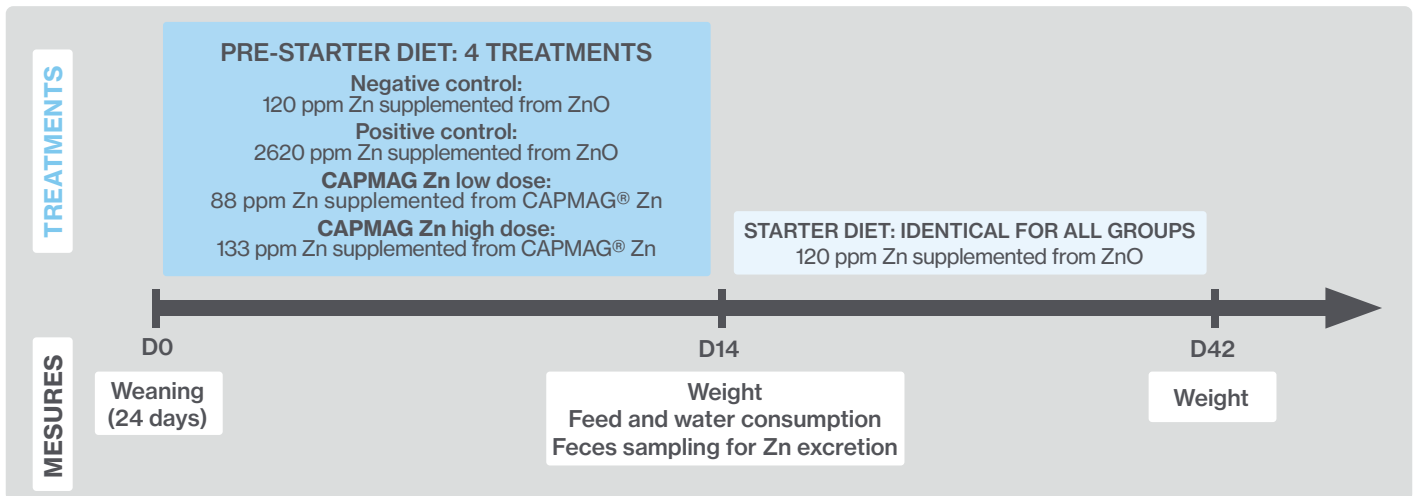 TREATMENTS
PRE-STARTER DIET: 4 TREATMENTS
Negative control:
120 ppm Zn supplemented from ZnO
Positive control:
2620 ppm Zn supplemented from ZnO
CAPMAG Zn low dose:
88 ppm Zn supplemented from CAPMAG® Zn
CAPMAG Zn high dose:
133 ppm Zn supplemented from CAPMAG® Zn
STARTER DIET: IDENTICAL FOR ALL GROUPS
120 ppm Zn supplemented from ZnO
D0
D14
D42
MESURES
Weaning
(24 days)
Weight
Feed and water consumption
Feces sampling for Zn excretion
Weight